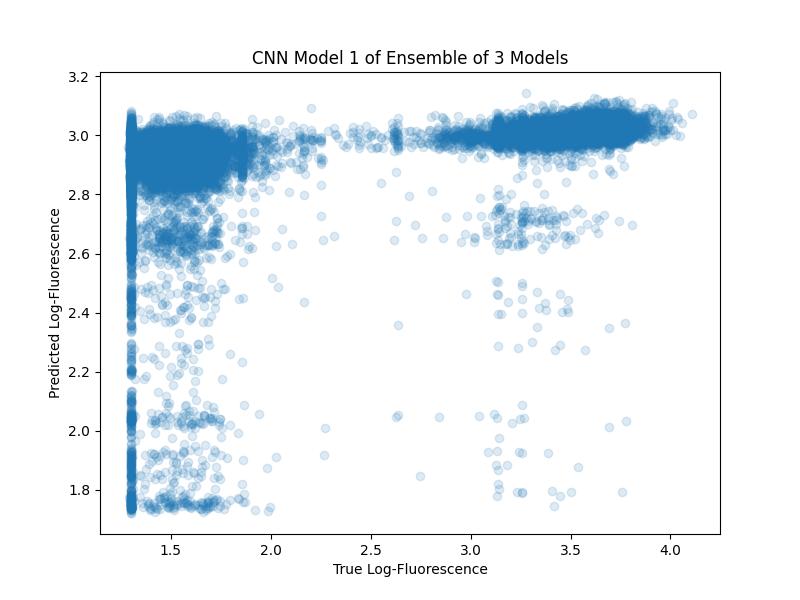 CNN Model 1 of Ensemble of 3 Models
3.2
3.0
2.8
2.6
2.4
2.2
2.0
1.8
Predicted Log-Fluorescence
1.5 2.0 2.5 3.0 3.5 4.0
True Log-Fluorescence